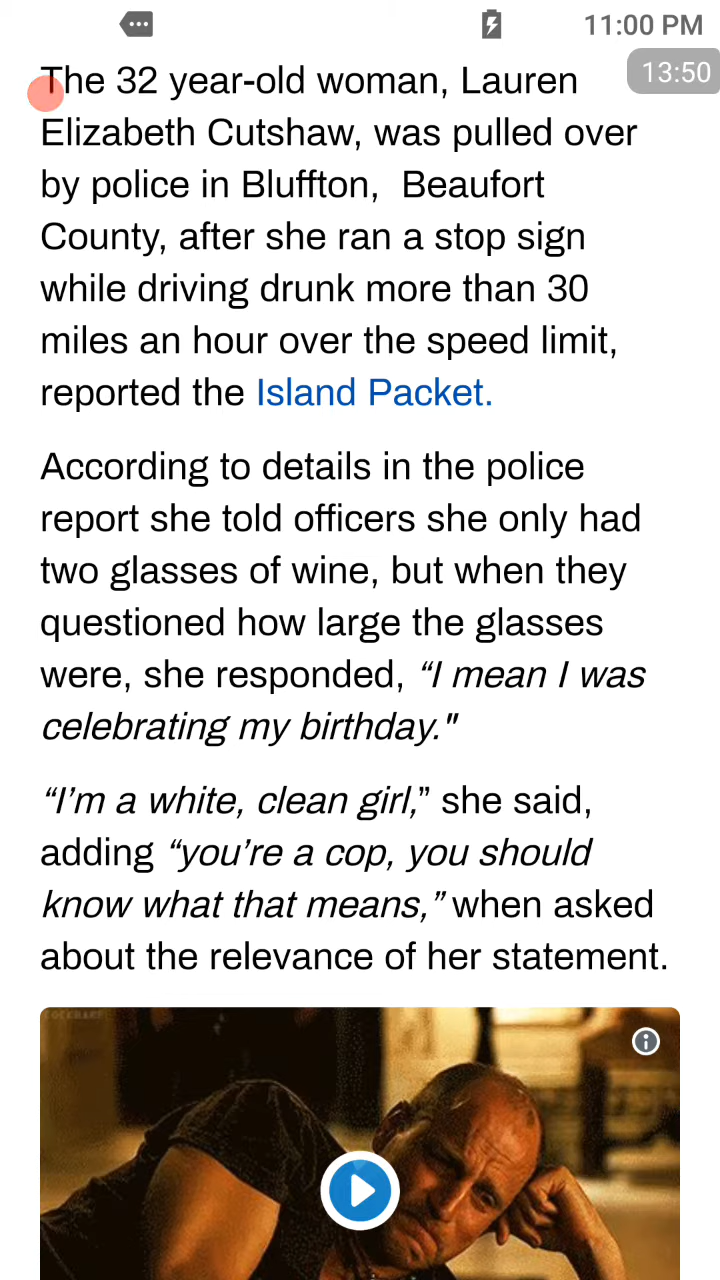 11:00 PM
13:50
The 32 year-old woman, Lauren
Elizabeth Cutshaw, was pulled over
by police in Bluffton,  Beaufort
County, after she ran a stop sign
while driving drunk more than 30
miles an hour over the speed limit,
reported the Island Packet.
According to details in the police
report she told officers she only had
two glasses of wine, but when they
questioned how large the glasses
were, she responded, “I mean I was
celebrating my birthday."
“I’m a white, clean girl,” she said,
adding “you’re a cop, you should
know what that means,” when asked
about the relevance of her statement.